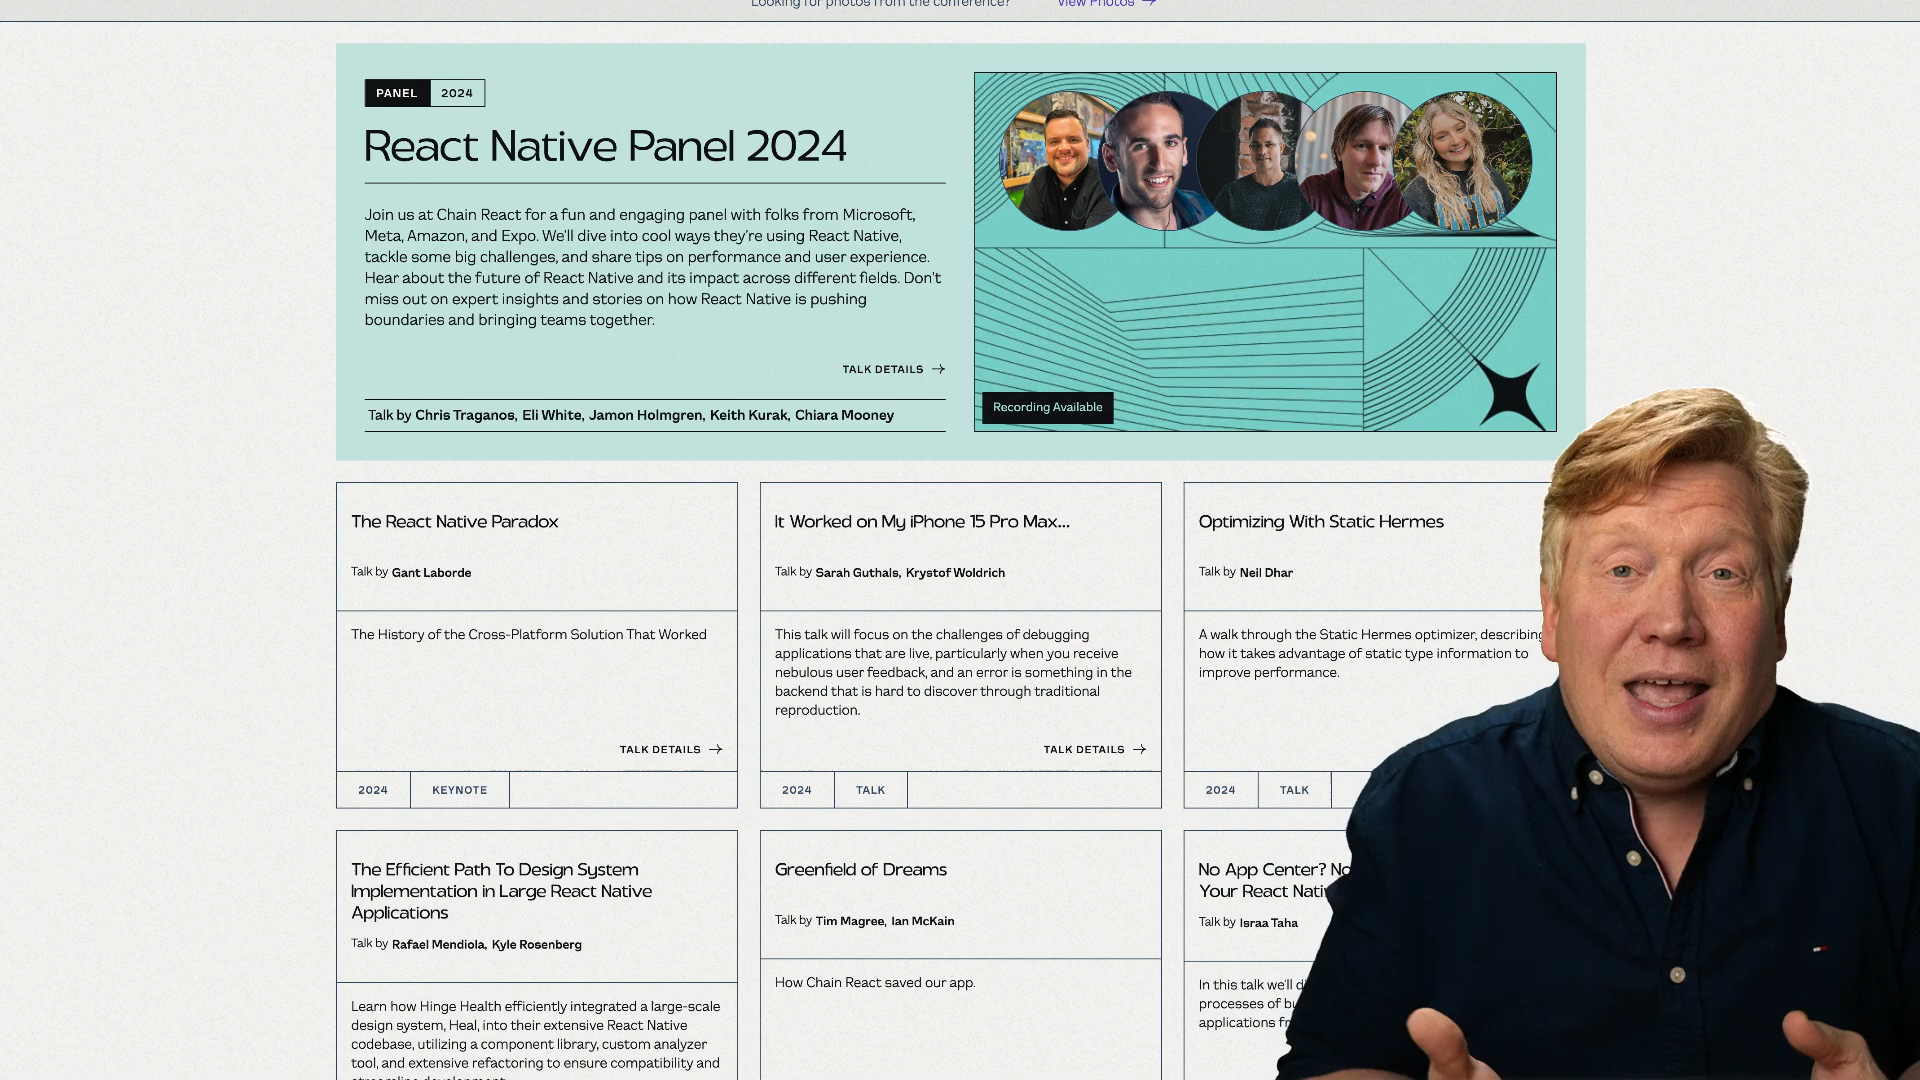 Looking for photos from the conference? View Photos →
PANEL 2024
React Native Panel 2024
Join us at Chain React for a fun and engaging panel with folks from Microsoft,
Meta, Amazon, and Expo. We'll dive into cool ways they're using React Native,
tackle some big challenges, and share tips on performance and user experience.
Hear about the future of React Native and its impact across different fields. Don't
miss out on expert insights and stories on how React Native is pushing
boundaries and bringing teams together.
TALK DETAILS →
Talk by Chris Traganos, Eli White, Jamon Holmgren, Keith Kurak, Chiara Mooney
Recording Available
The React Native Paradox
Talk by Gant Laborde
The History of the Cross-Platform Solution That Worked
TALK DETAILS →
2024 KEYNOTE
It Worked on My iPhone 15 Pro Max...
Talk by Sarah Guthals, Krystof Woldrich
This talk will focus on the challenges of debugging
applications that are live, particularly when you receive
nebulous user feedback, and an error is something in the
backend that is hard to discover through traditional
reproduction.
TALK DETAILS →
2024 TALK
Optimizing With Static Hermes
Talk by Neil Dhar
A walk through the Static Hermes optimizer, describing
how it takes advantage of static type information to
improve performance.
2024 TALK
The Efficient Path To Design System
Implementation in Large React Native
Applications
Talk by Rafael Mendiola, Kyle Rosenberg
Learn how Hinge Health efficiently integrated a large-scale
design system, Heal, into their extensive React Native
codebase, utilizing a component library, custom analyzer
tool, and extensive refactoring to ensure compatibility and
Greenfield of Dreams
Talk by Tim Magree, Ian McKain
How Chain React saved our app.
No App Center? No
Your React
Talk by Israa Taha
In this talk we'll
processes of
applications